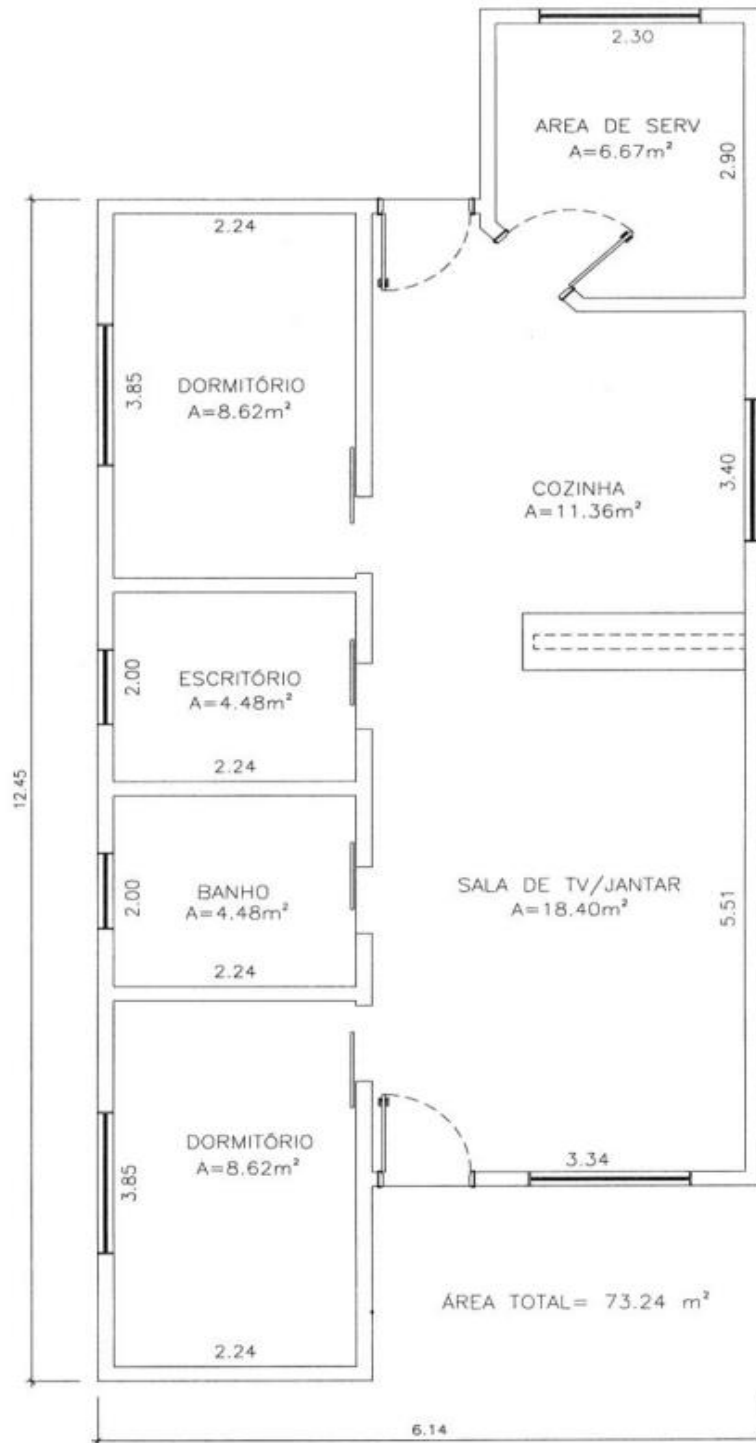 2.30
AREA DE SERV
A=6.67m²
2.90
2.24
3.85
DORMITÓRIO
A=8.62m²
COZINHA
A=11.36m²
3.40
2.00
ESCRITÓRIO
A=4.48m²
2.24
12.45
2.00
BANHO
A=4.48m²
2.24
SALA DE TV/JANTAR
A=18.40m²
5.51
DORMITÓRIO
A=8.62m²
3.85
2.24
3.34
ÁREA TOTAL= 73.24 m²
6.14